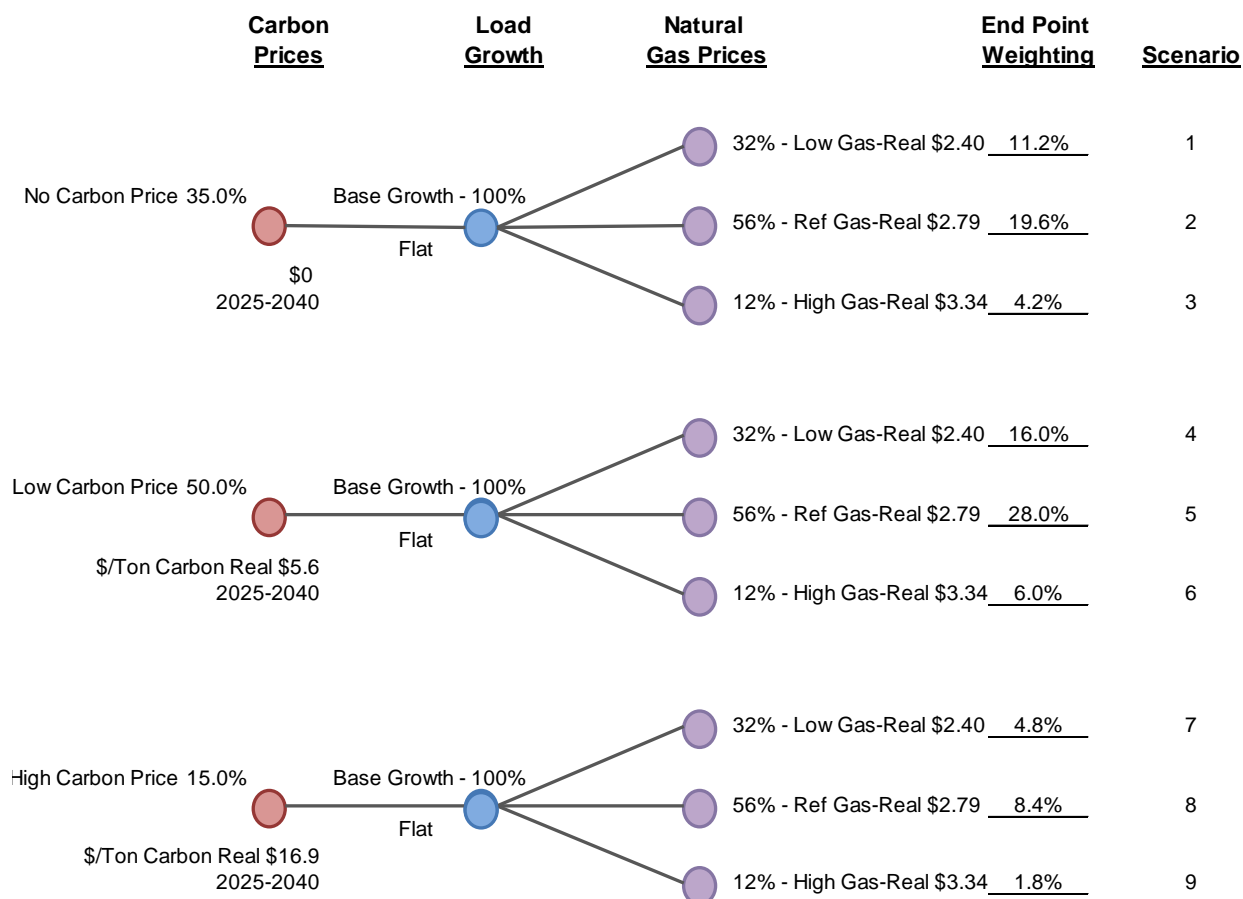 Carbon Prices
Load Growth
Natural Gas Prices
End Point Weighting
Scenario
No Carbon Price 35.0%
$0
2025-2040
Base Growth - 100%
Flat
32% - Low Gas-Real $2.40 11.2% 1
56% - Ref Gas-Real $2.79 19.6% 2
12% - High Gas-Real $3.34 4.2% 3
Low Carbon Price 50.0%
$/Ton Carbon Real $5.6
2025-2040
Base Growth - 100%
Flat
32% - Low Gas-Real $2.40 16.0% 4
56% - Ref Gas-Real $2.79 28.0% 5
12% - High Gas-Real $3.34 6.0% 6
High Carbon Price 15.0%
$/Ton Carbon Real $16.9
2025-2040
Base Growth - 100%
Flat
32% - Low Gas-Real $2.40 4.8% 7
56% - Ref Gas-Real $2.79 8.4% 8
12% - High Gas-Real $3.34 1.8% 9